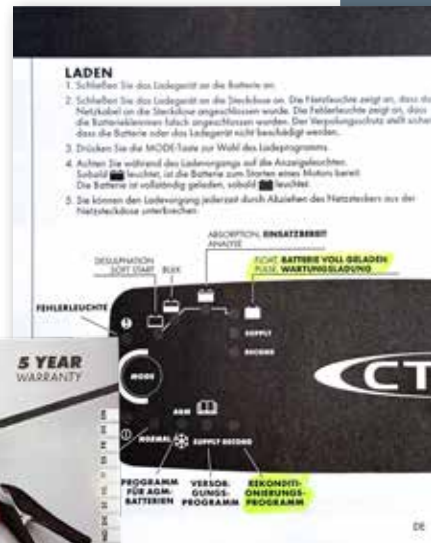 LADEN
1. Schließen Sie das Ladegerät an die Batterie an.
2. Schließen Sie das Ladegerät an die Steckdose an. Die Netzleuchte zeigt an, dass das
Netzkabel an die Steckdose angeschlossen wurde. Die Fehlerleuchte zeigt an, dass
die Batterieklemmen falsch angeschlossen wurden. Der Verpolungsschutz stellt sicher,
dass die Batterie oder das Ladegerät nicht beschädigt werden.
3. Drücken Sie die MODE-Taste zur Wahl des Ladeprogramms.
4. Achten Sie während des Ladevorgangs auf die Anzeigeleuchten.
Sobald leuchtet, ist die Batterie zum Starten eines Motors bereit.
Die Batterie ist vollständig geladen, sobald leuchtet.
5. Sie können den Ladevorgang jederzeit durch Abziehen des Netzsteckers aus der
Netzsteckdose unterbrechen.
ABSORPTION, EINSATZBEREIT
ANALYSE
DESULPHATION
SOFT START
BULK
FLOAT, BATTERIE VOLL GELADEN
PULSE, WARTUNGSLADUNG
FEHLERLEUCHTE
SUPPLY
RECOND
MODE
CT
AGM
NORMAL
SUPPLY RECOND
PROGRAMM
FÜR AGM-
BATTERIEN
VERSOR-
GUNGS-
PROGRAMM
REKONDITI-
ONIERUNGS-
PROGRAMM
5 YEAR
WARRANTY
EN
DE
DE